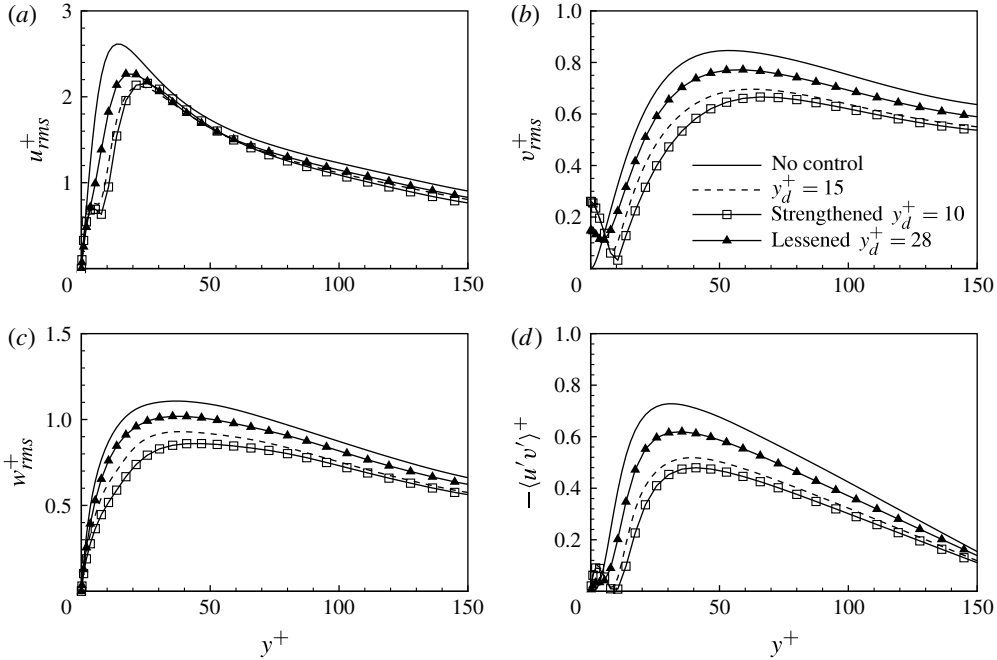 (a)
3
2
1
0
50
100
150
u⁺rms
(b)
1.0
0.8
0.6
0.4
0.2
0
50
100
150
v⁺rms
No control
y⁺d = 15
Strengthened y⁺d = 10
Lessened y⁺d = 28
(c)
1.5
1.0
0.5
0
50
100
150
w⁺rms
y⁺
(d)
1.0
0.8
0.6
0.4
0.2
0
50
100
150
−⟨u′v′⟩⁺
y⁺